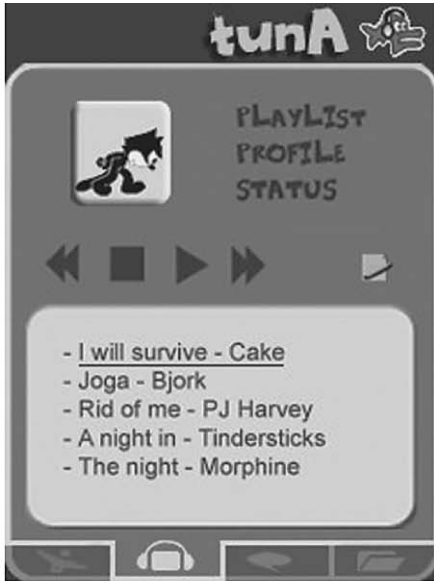 tunA
PLAYLIST
PROFILE
STATUS
- I will survive - Cake
- Joga - Bjork
- Rid of me - PJ Harvey
- A night in - Tindersticks
- The night - Morphine